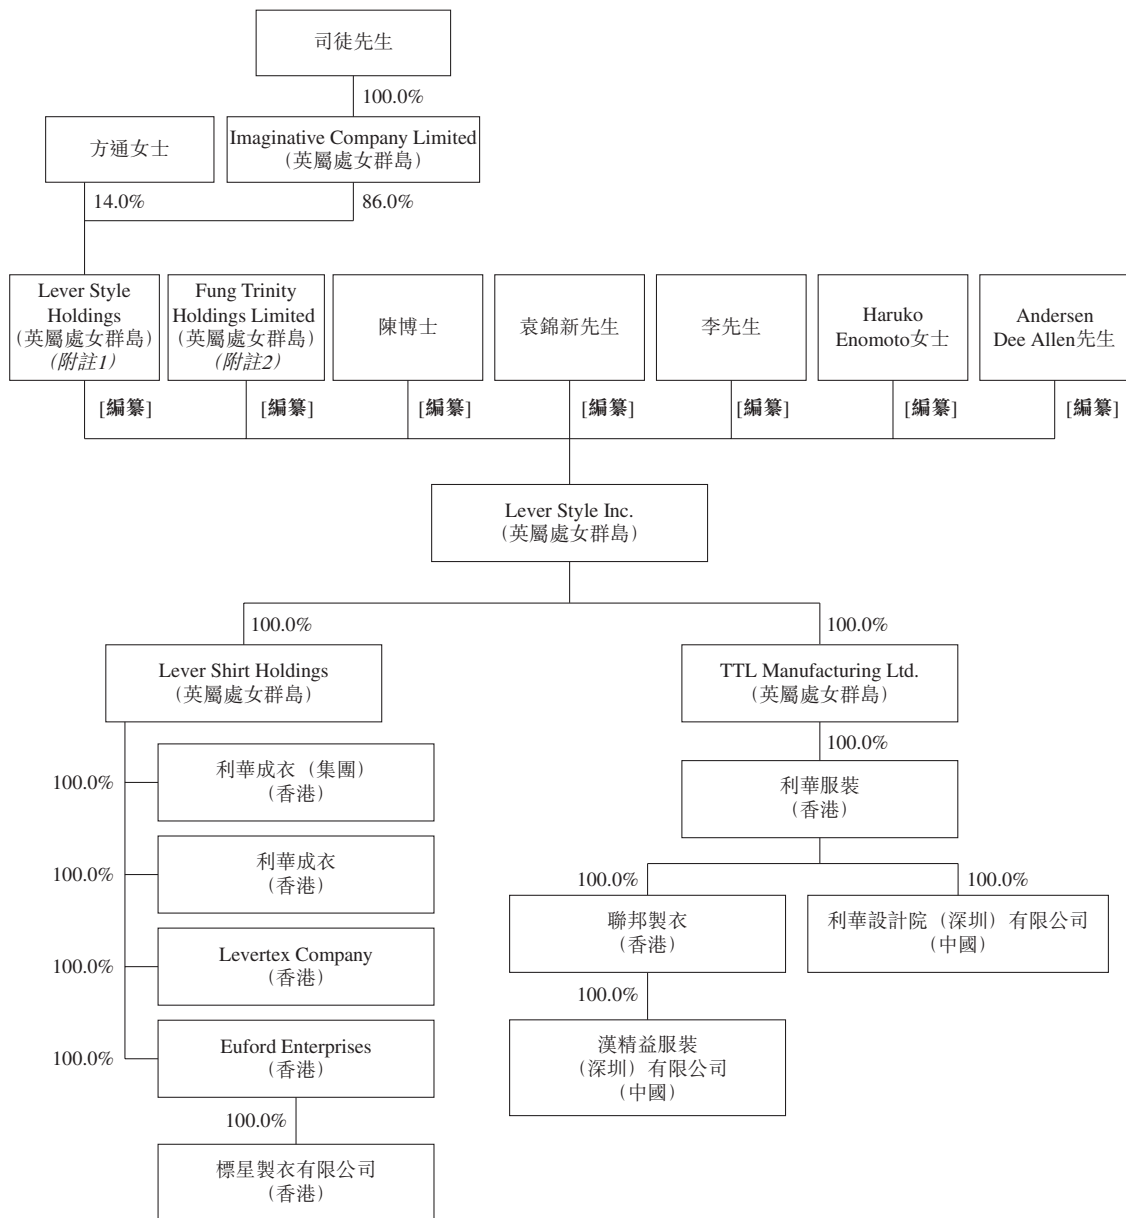 司徒先生
100.0%
方通女士
Imaginative Company Limited
（英屬處女群島）
14.0%
86.0%
Lever Style
Holdings
（英屬處女群島）
（附註1）
Fung Trinity
Holdings Limited
（英屬處女群島）
（附註2）
陳博士
袁錦新先生
李先生
Haruko
Enomoto女士
Andersen
Dee Allen先生
[編纂]
[編纂]
[編纂]
[編纂]
[編纂]
[編纂]
[編纂]
Lever Style Inc.
（英屬處女群島）
100.0%
100.0%
Lever Shirt Holdings
（英屬處女群島）
TTL Manufacturing Ltd.
（英屬處女群島）
100.0%
100.0%
利華成衣（集團）
（香港）
利華服裝
（香港）
100.0%
利華成衣
（香港）
100.0%
100.0%
聯邦製衣
（香港）
利華設計院（深圳）有限公司
（中國）
100.0%
Levertex Company
（香港）
100.0%
漢精益服裝
（深圳）有限公司
（中國）
100.0%
Euford Enterprises
（香港）
100.0%
標星製衣有限公司
（香港）